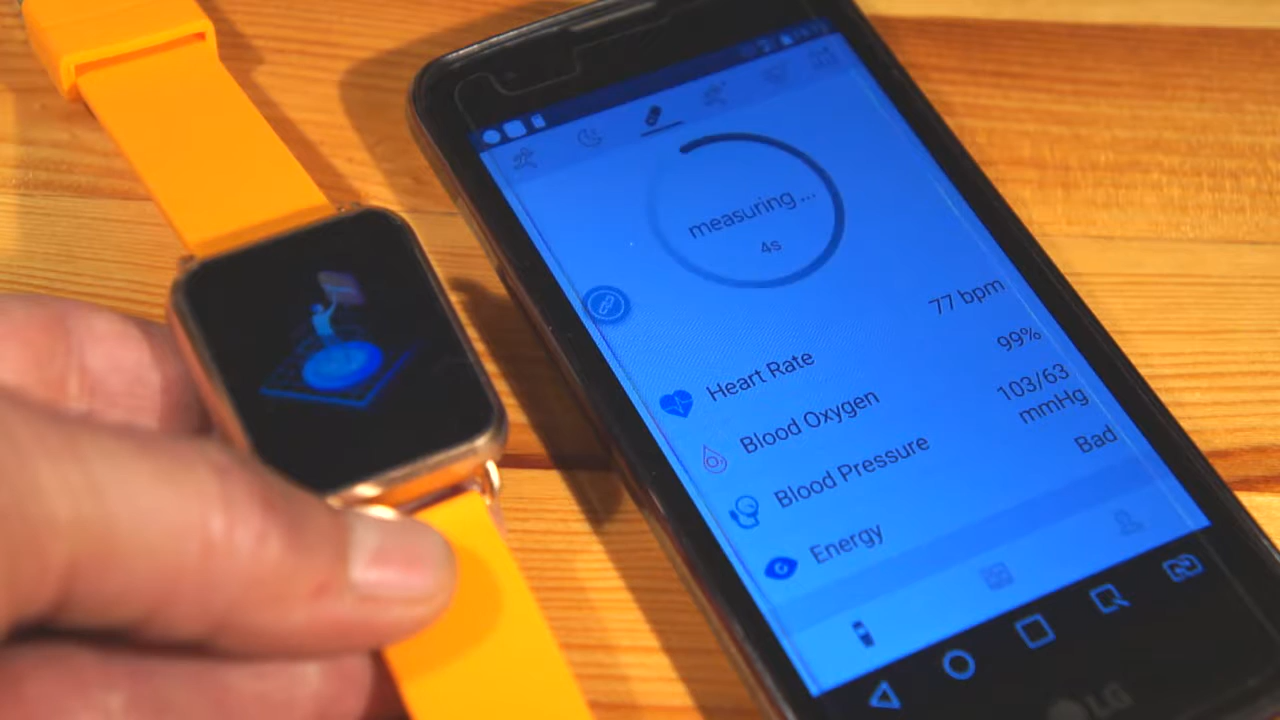 measuring ...
4s
Heart Rate 77 bpm
Blood Oxygen 99%
Blood Pressure 103/63
mmHg
Energy Bad
LG